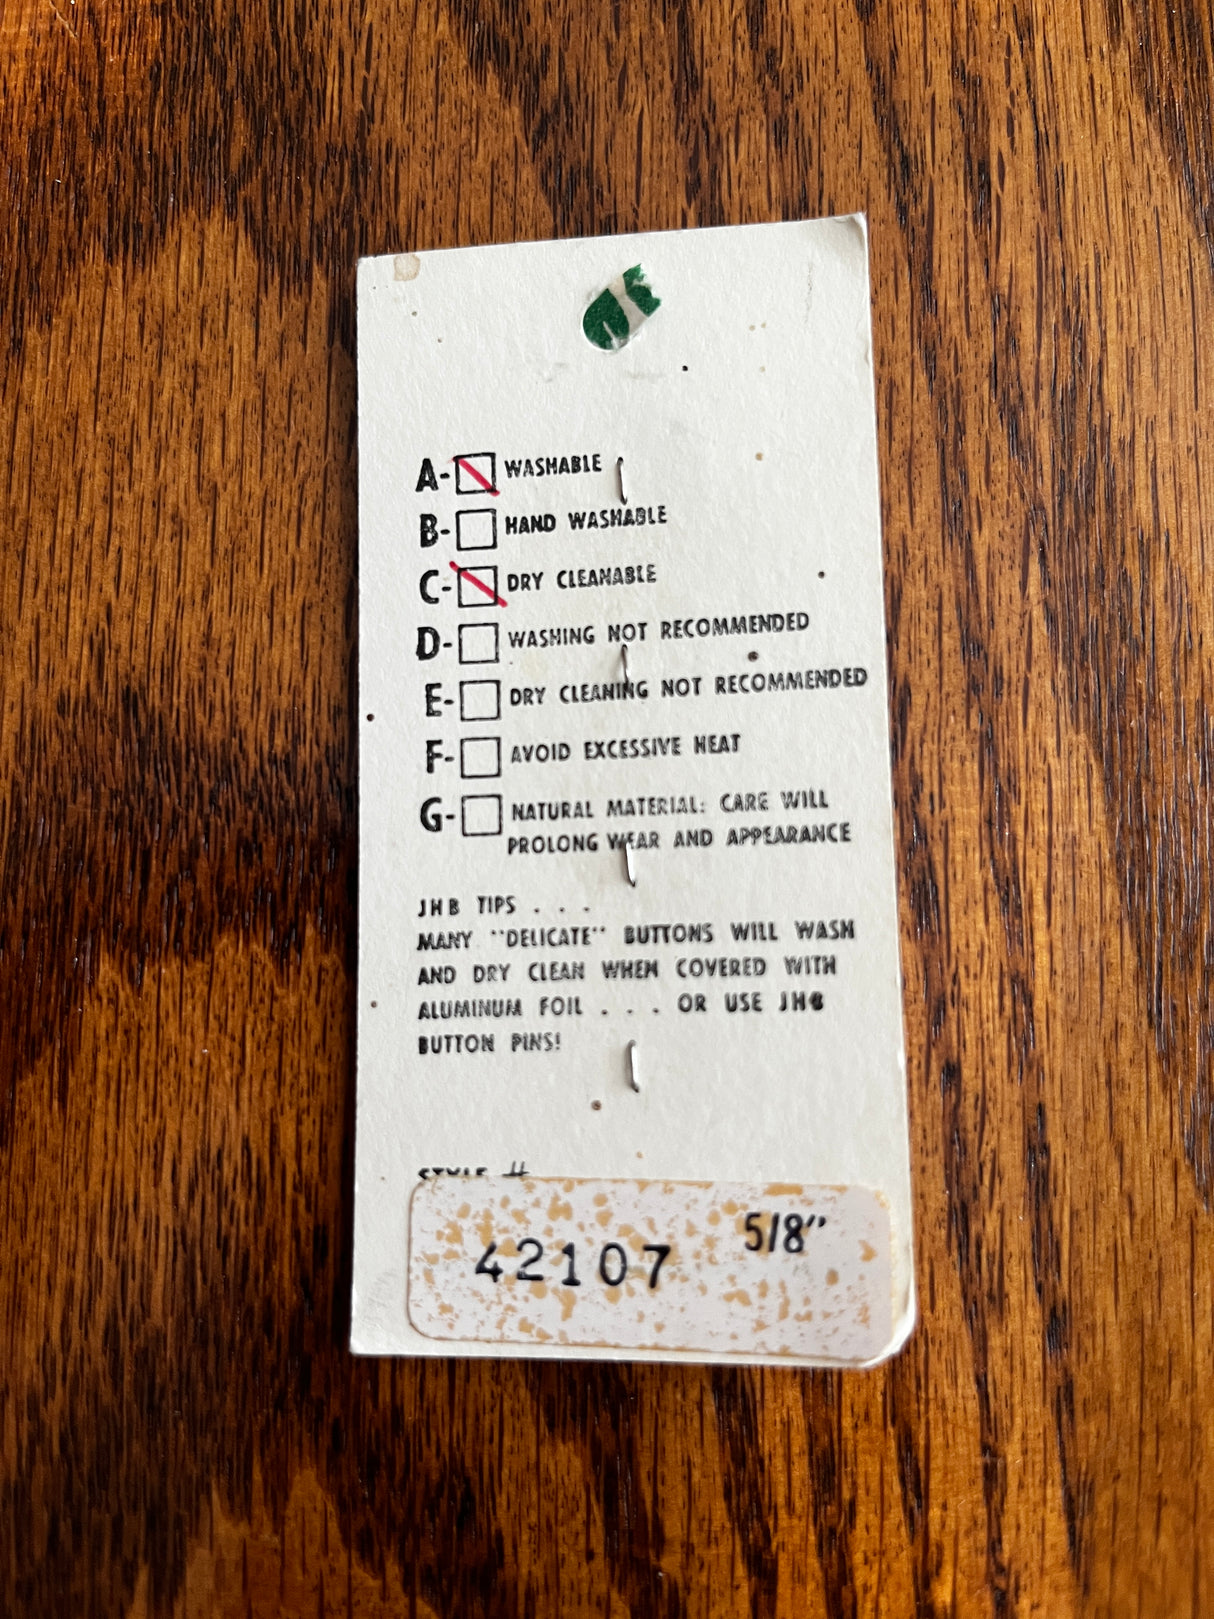 A- WASHABLE
B- HAND WASHABLE
C- DRY CLEANABLE
D- WASHING NOT RECOMMENDED
E- DRY CLEANING NOT RECOMMENDED
F- AVOID EXCESSIVE HEAT
G- NATURAL MATERIAL: CARE WILL
PROLONG WEAR AND APPEARANCE
JHB TIPS . . .
MANY "DELICATE" BUTTONS WILL WASH
AND DRY CLEAN WHEN COVERED WITH
ALUMINUM FOIL . . . OR USE JHB
BUTTON PINS!
STYLE #
5/8"
42107